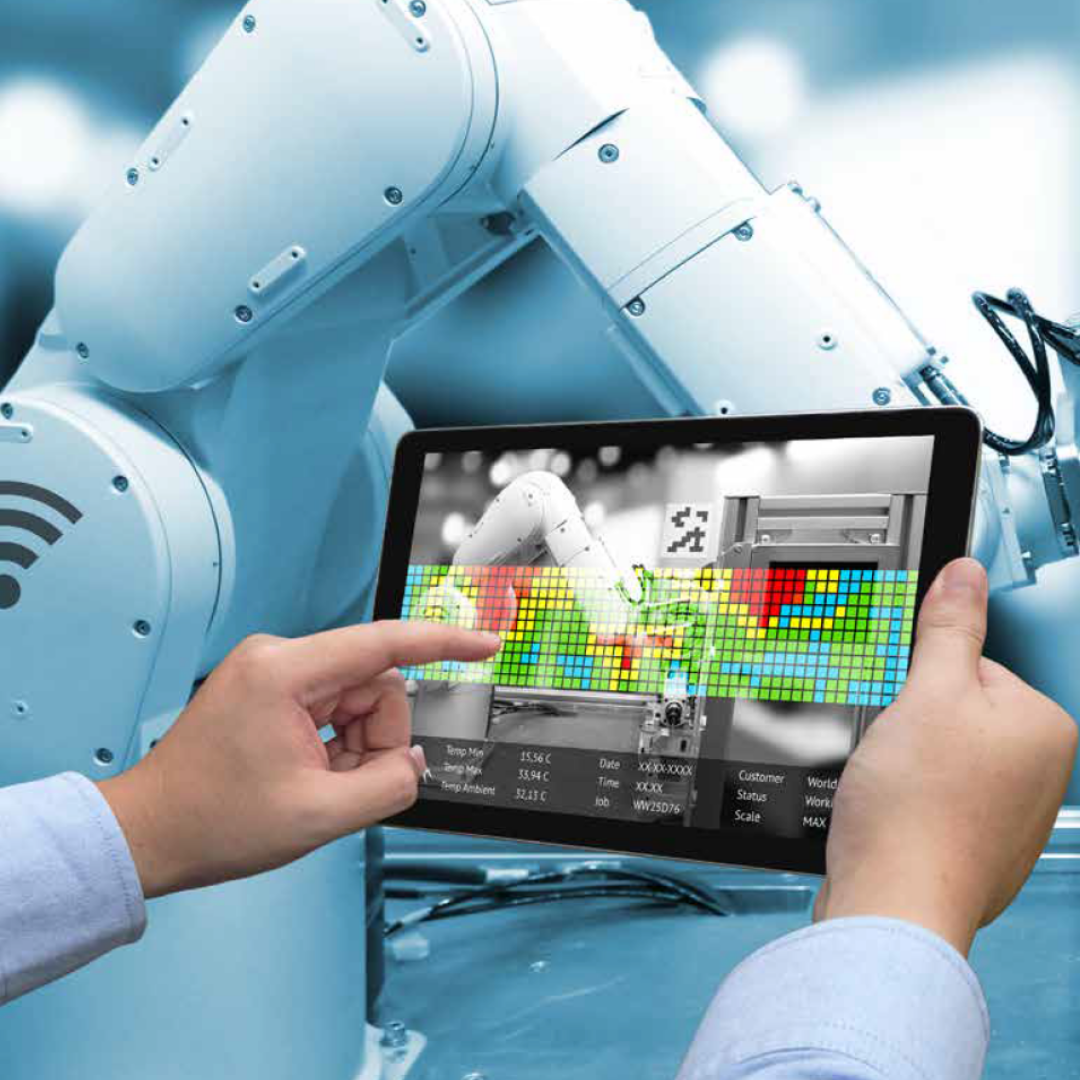 Temp Min 15,56 C
Temp Max 33,94 C
Temp Ambient 32,13 C
Date XX-XX-XXXX
Time XX.XX
Job WW25D76
Customer World
Status Work
Scale MAX